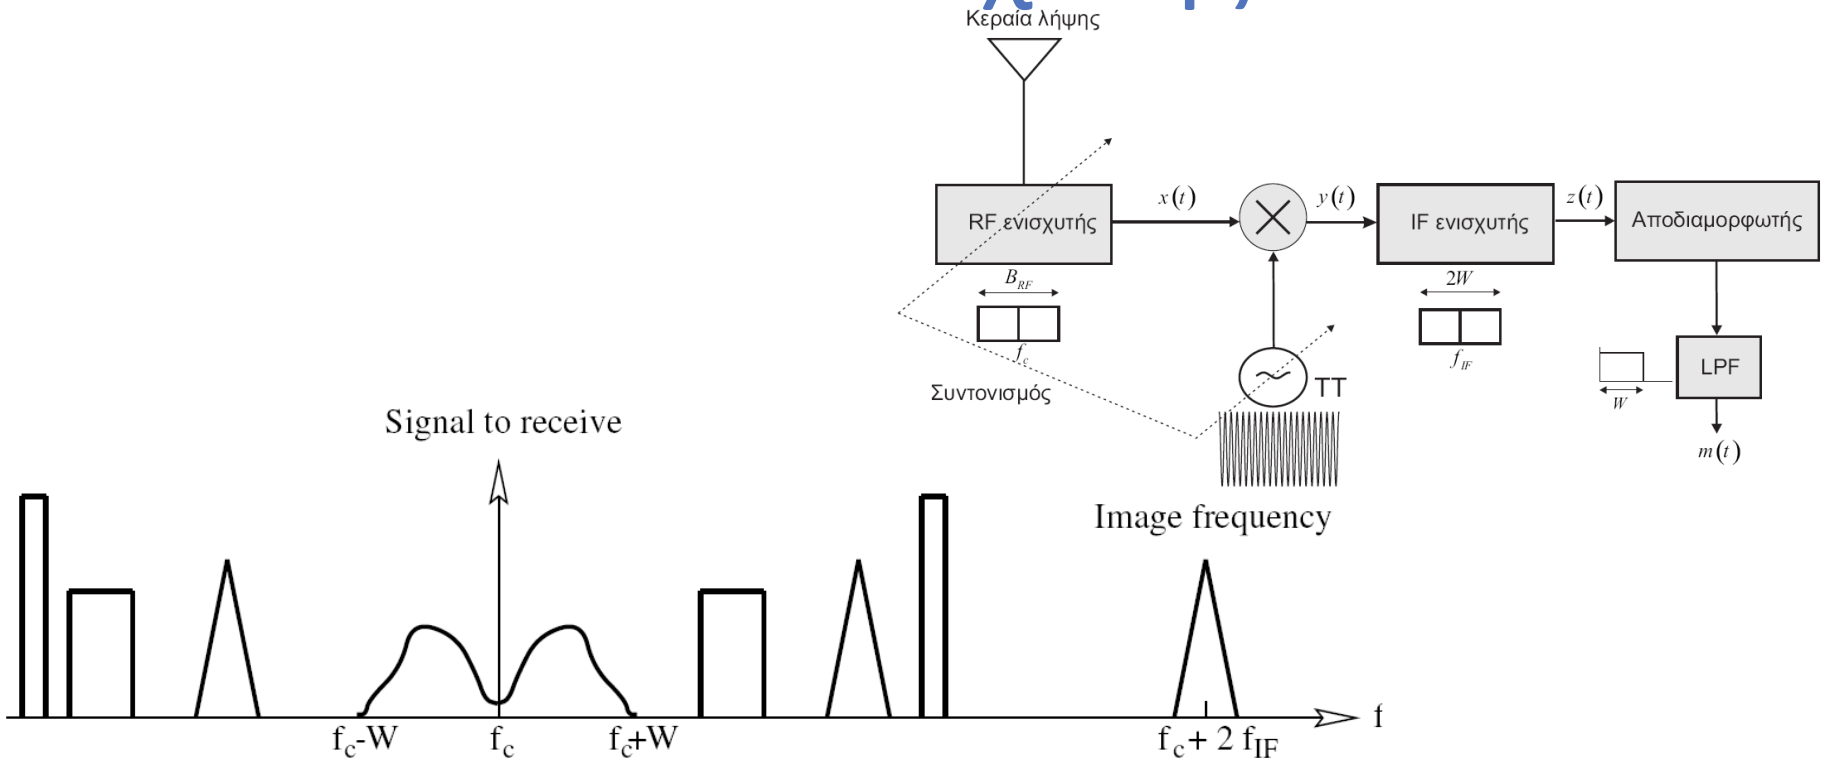 Κεραία λήψης
RF ενισχυτής
x(t)
y(t)
IF ενισχυτής
z(t)
Αποδιαμορφωτής
B_RF
f_c
2W
f_IF
Συντονισμός
TT
LPF
W
m(t)
Signal to receive
Image frequency
f_c-W
f_c
f_c+W
f_c + 2 f_IF
f